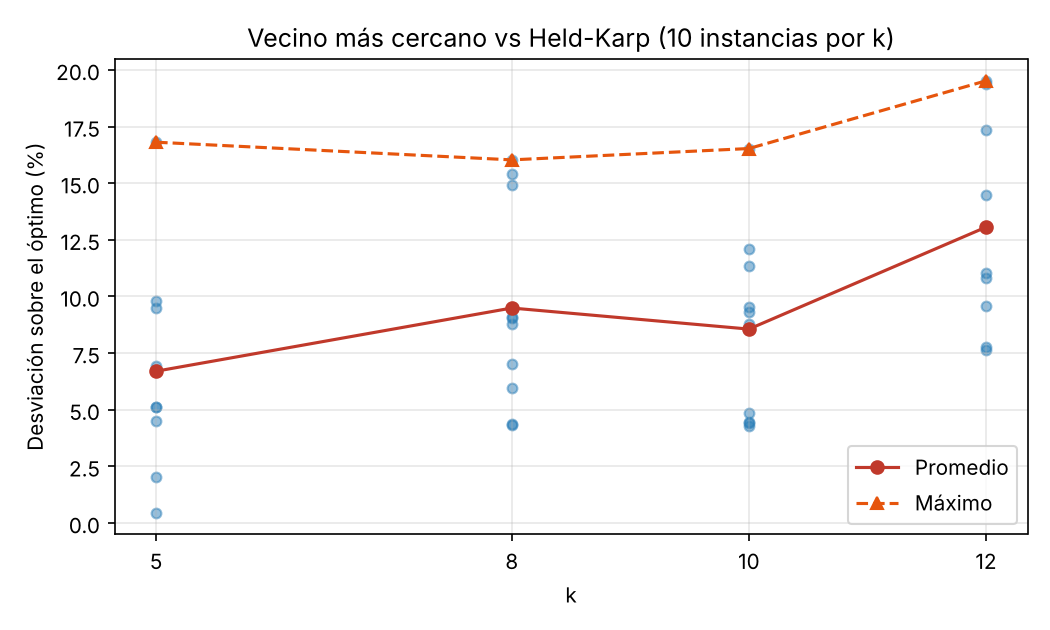 Vecino más cercano vs Held-Karp (10 instancias por k)
Desviación sobre el óptimo (%)
20.0
17.5
15.0
12.5
10.0
7.5
5.0
2.5
0.0
Promedio
Máximo
5 8 10 12
k